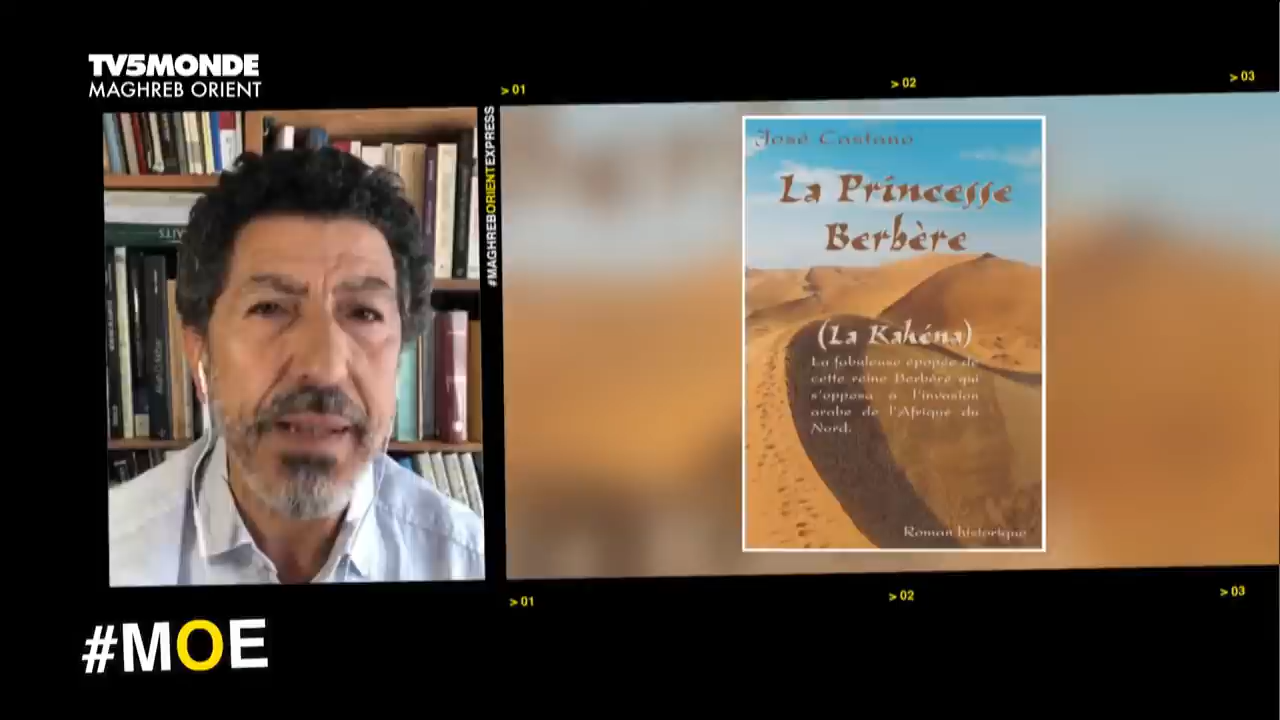 TV5MONDE
MAGHREB ORIENT
> 01
> 02
> 03
#MAGHREBORIENTEXPRESS
José Castano
La Princesse
Berbère
(La Kahéna)
La fabuleuse épopée de
cette reine Berbère qui
s'opposa à l'invasion
arabe de l'Afrique du
Nord.
Roman historique
> 01
> 02
> 03
#MOE